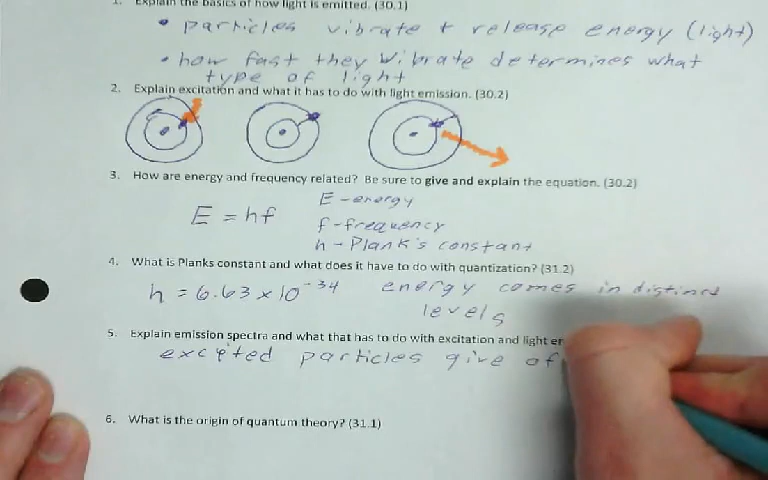 1. Explain the basics of how light is emitted. (30.1)
• particles vibrate + release energy (light)
• how fast they vibrate determines what
type of light
2. Explain excitation and what it has to do with light emission. (30.2)
3. How are energy and frequency related? Be sure to give and explain the equation. (30.2)
E - energy
E = hf
f - frequency
h - Plank's constant
4. What is Planks constant and what does it have to do with quantization? (31.2)
h = 6.63 x 10^-34 energy comes in distinct
levels
5. Explain emission spectra and what that has to do with excitation and light
excited particles give of
6. What is the origin of quantum theory? (31.1)